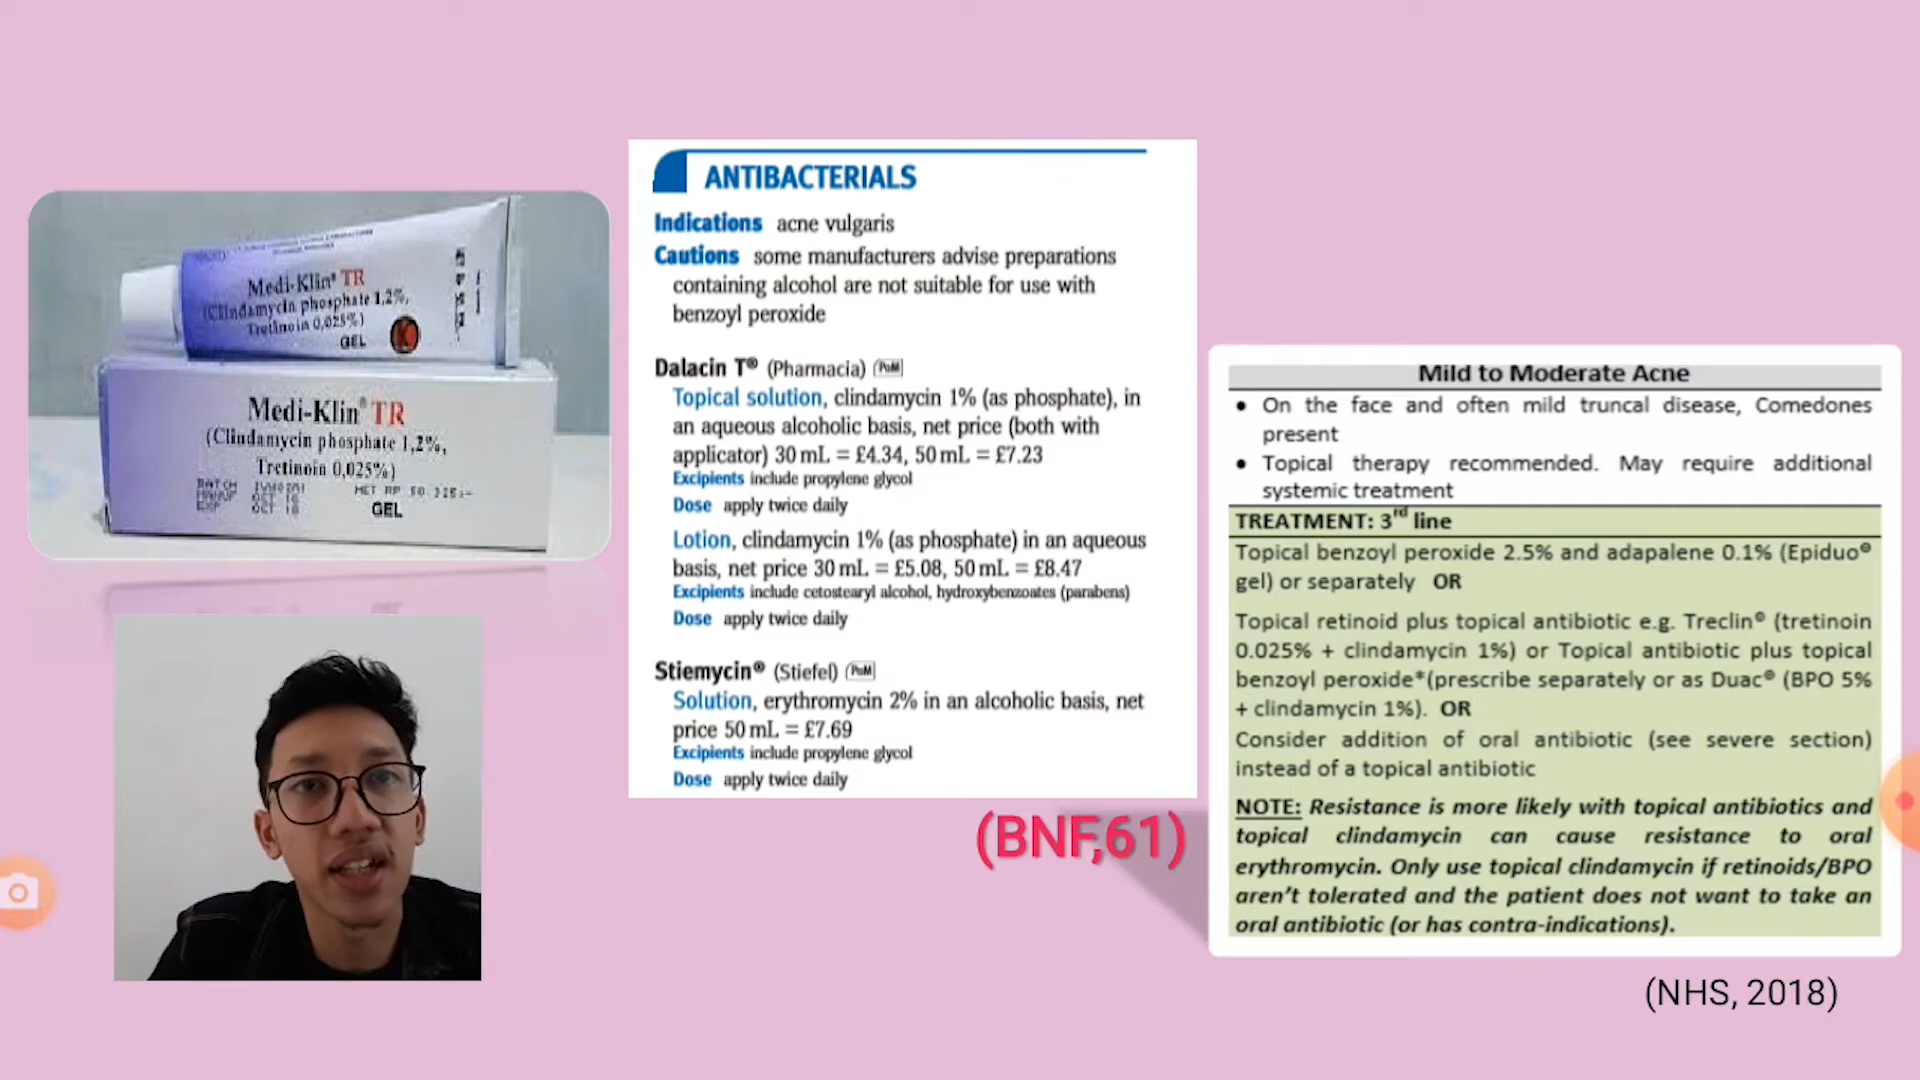 Medi-Klin® TR
(Clindamycin phosphate 1,2%,
Tretinoin 0,025%)
GEL
K
Medi-Klin® TR
(Clindamycin phosphate 1,2%,
Tretinoin 0,025%)
BATCH
OCT 16
EXP OCT 18
GEL
ANTIBACTERIALS
Indications acne vulgaris
Cautions some manufacturers advise preparations
containing alcohol are not suitable for use with
benzoyl peroxide
Dalacin T® (Pharmacia) PoM
Topical solution, clindamycin 1% (as phosphate), in
an aqueous alcoholic basis, net price (both with
applicator) 30 mL = £4.34, 50 mL = £7.23
Excipients include propylene glycol
Dose apply twice daily
Lotion, clindamycin 1% (as phosphate) in an aqueous
basis, net price 30 mL = £5.08, 50 mL = £8.47
Excipients include cetostearyl alcohol, hydroxybenzoates (parabens)
Dose apply twice daily
Stiemycin® (Stiefel) PoM
Solution, erythromycin 2% in an alcoholic basis, net
price 50 mL = £7.69
Excipients include propylene glycol
Dose apply twice daily
(BNF,61)
Mild to Moderate Acne
• On the face and often mild truncal disease, Comedones
present
• Topical therapy recommended. May require additional
systemic treatment
TREATMENT: 3rd line
Topical benzoyl peroxide 2.5% and adapalene 0.1% (Epiduo®
gel) or separately OR
Topical retinoid plus topical antibiotic e.g. Treclin® (tretinoin
0.025% + clindamycin 1%) or Topical antibiotic plus topical
benzoyl peroxide*(prescribe separately or as Duac® (BPO 5%
+ clindamycin 1%). OR
Consider addition of oral antibiotic (see severe section)
instead of a topical antibiotic
NOTE: Resistance is more likely with topical antibiotics and
topical clindamycin can cause resistance to oral
erythromycin. Only use topical clindamycin if retinoids/BPO
aren't tolerated and the patient does not want to take an
oral antibiotic (or has contra-indications).
(NHS, 2018)